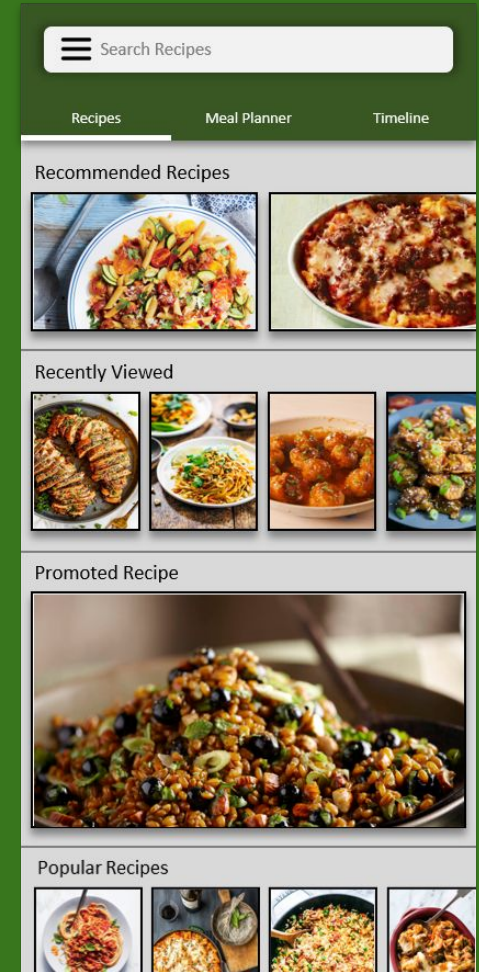 Search Recipes
Recipes Meal Planner Timeline
Recommended Recipes
Recently Viewed
Promoted Recipe
Popular Recipes